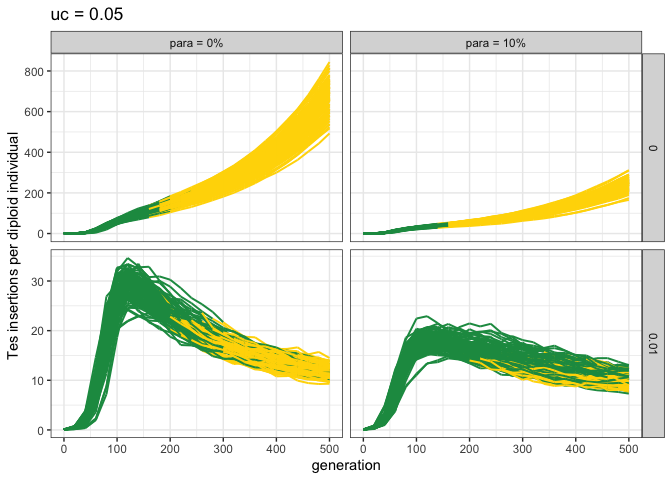 uc = 0.05
para = 0%
para = 10%
Tes insertions per diploid individual
800
600
400
200
0
0
30
20
10
0
0.01
0 100 200 300 400 500
0 100 200 300 400 500
generation